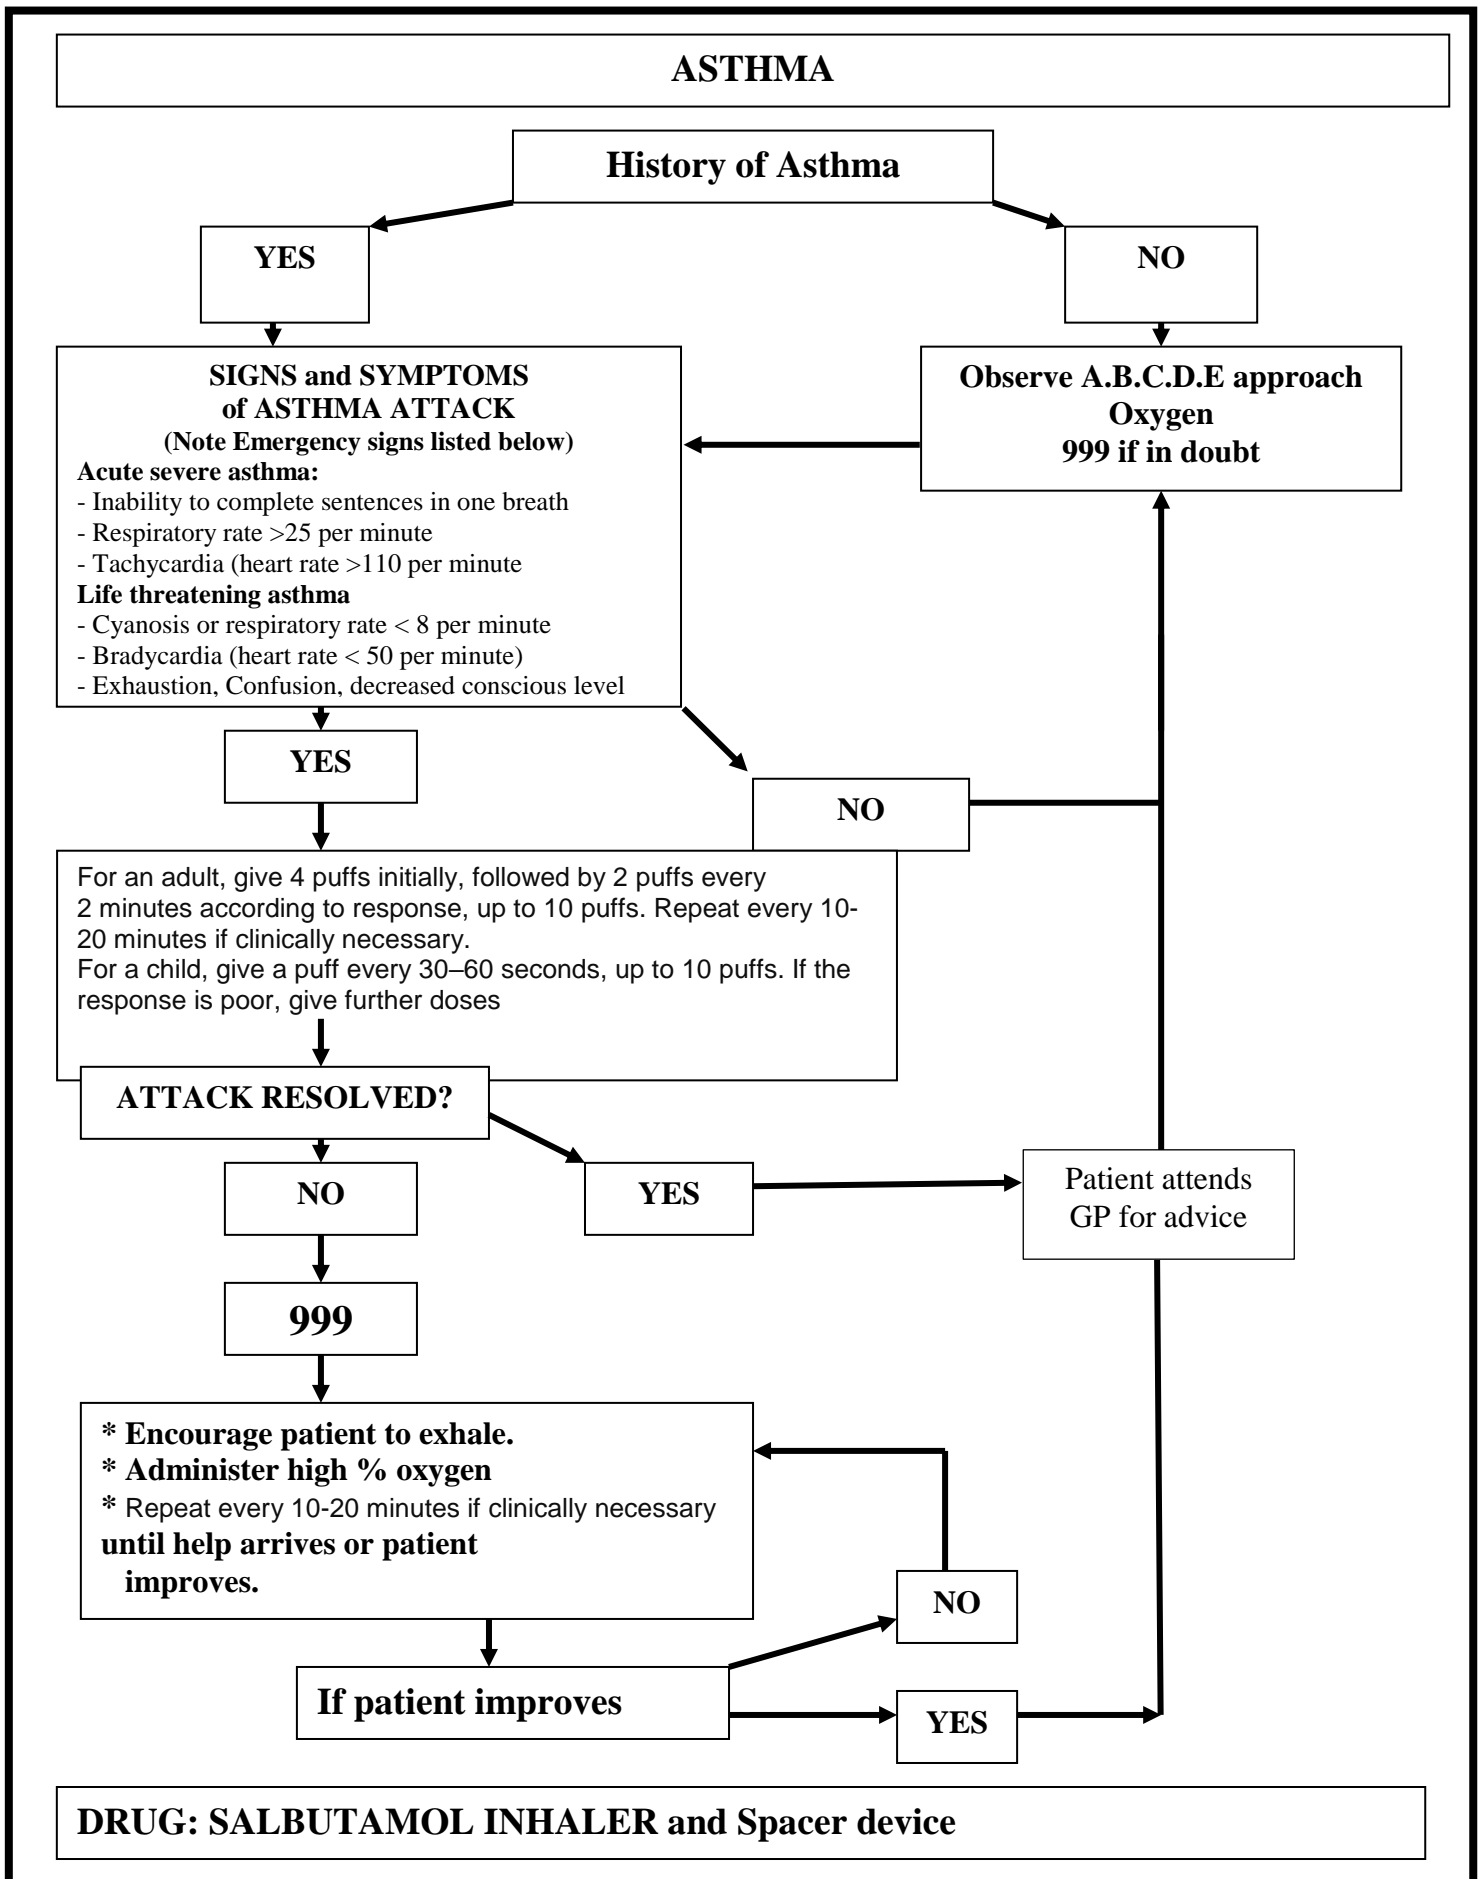 ASTHMA
History of Asthma
YES
NO
SIGNS and SYMPTOMS
of ASTHMA ATTACK
(Note Emergency signs listed below)
Acute severe asthma:
- Inability to complete sentences in one breath
- Respiratory rate >25 per minute
- Tachycardia (heart rate >110 per minute
Life threatening asthma
- Cyanosis or respiratory rate < 8 per minute
- Bradycardia (heart rate < 50 per minute)
- Exhaustion, Confusion, decreased conscious level
Observe A.B.C.D.E approach
Oxygen
999 if in doubt
YES
NO
For an adult, give 4 puffs initially, followed by 2 puffs every
2 minutes according to response, up to 10 puffs. Repeat every 10-
20 minutes if clinically necessary.
For a child, give a puff every 30–60 seconds, up to 10 puffs. If the
response is poor, give further doses
ATTACK RESOLVED?
NO
YES
Patient attends
GP for advice
999
* Encourage patient to exhale.
* Administer high % oxygen
* Repeat every 10-20 minutes if clinically necessary
until help arrives or patient
improves.
NO
If patient improves
YES
DRUG: SALBUTAMOL INHALER and Spacer device